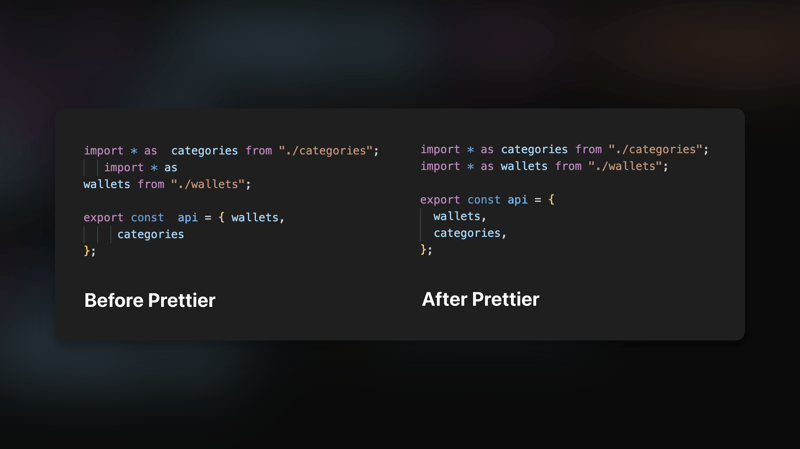 import * as  categories from "./categories";
   import * as
wallets from "./wallets";

export const  api = { wallets,
     categories
};
Before Prettier
import * as categories from "./categories";
import * as wallets from "./wallets";

export const api = {
  wallets,
  categories,
};
After Prettier